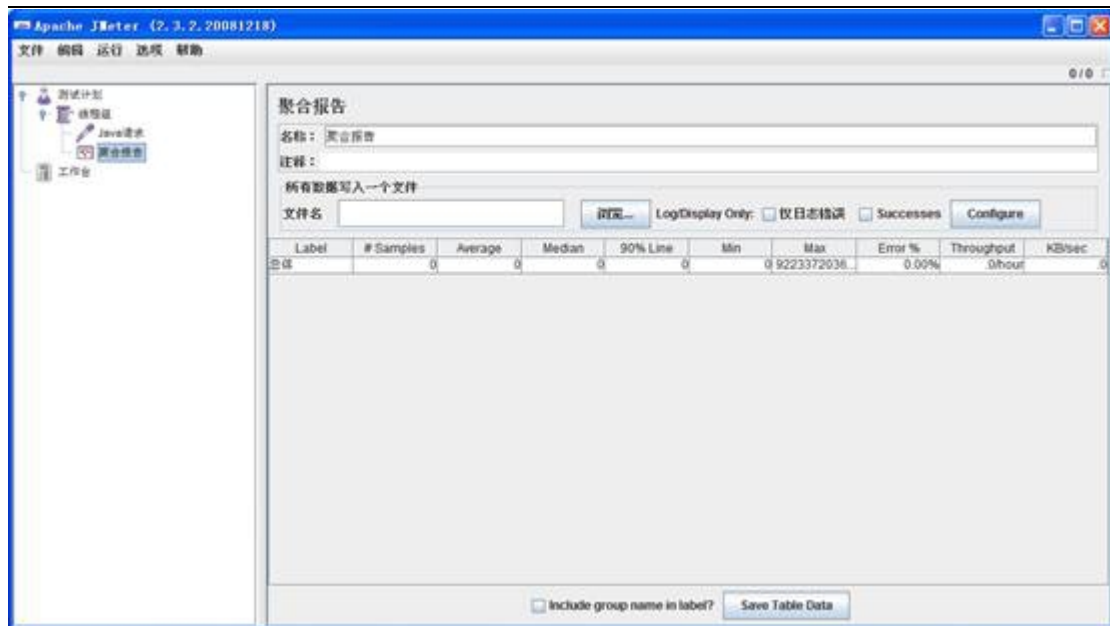 Apache JMeter (2.3.2.20081218)
文件 编辑 运行 选项 帮助
0/0
测试计划
线程组
Java请求
聚合报告
工作台
聚合报告
名称： 聚合报告
注释：
所有数据写入一个文件
文件名 浏览... Log/Display Only: 仅日志错误 Successes Configure
Label # Samples Average Median 90% Line Min Max Error % Throughput KB/sec
总体 0 0 0 0 0 9223372036... 0.00% .0/hour .0
Include group name in label? Save Table Data